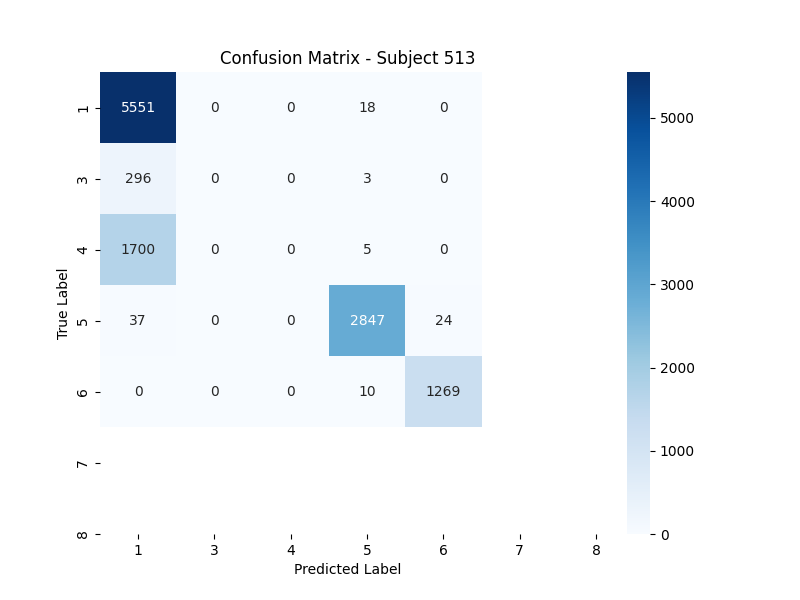 Confusion Matrix - Subject 513
1 5551 0 0 18 0
3 296 0 0 3 0
4 1700 0 0 5 0
5 37 0 0 2847 24
6 0 0 0 10 1269
7
8
1 3 4 5 6 7 8
Predicted Label
True Label
5000
4000
3000
2000
1000
0